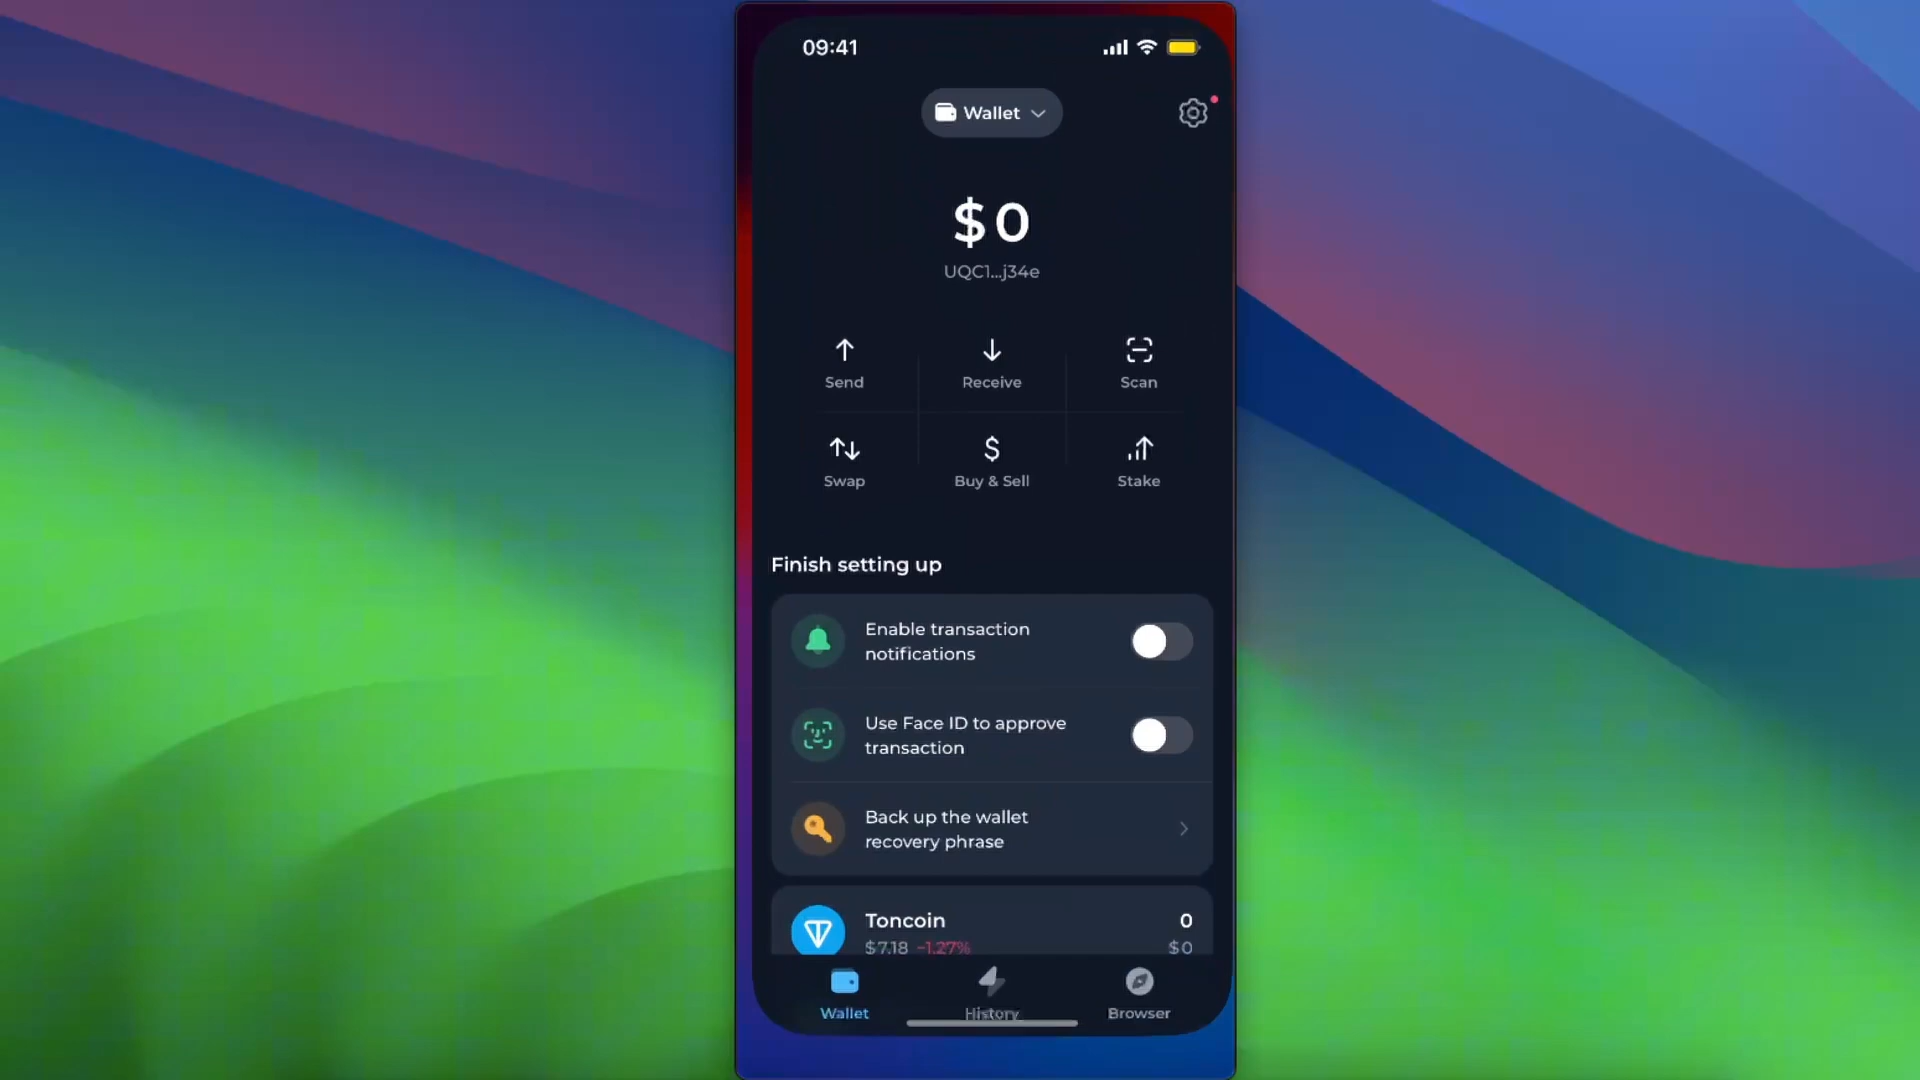 09:41
Wallet
$0
UQC1...j34e
Send
Receive
Scan
Swap
Buy & Sell
Stake
Finish setting up
Enable transaction
notifications
Use Face ID to approve
transaction
Back up the wallet
recovery phrase
Toncoin
0
$7.18 −1.27%
$0
Wallet
History
Browser